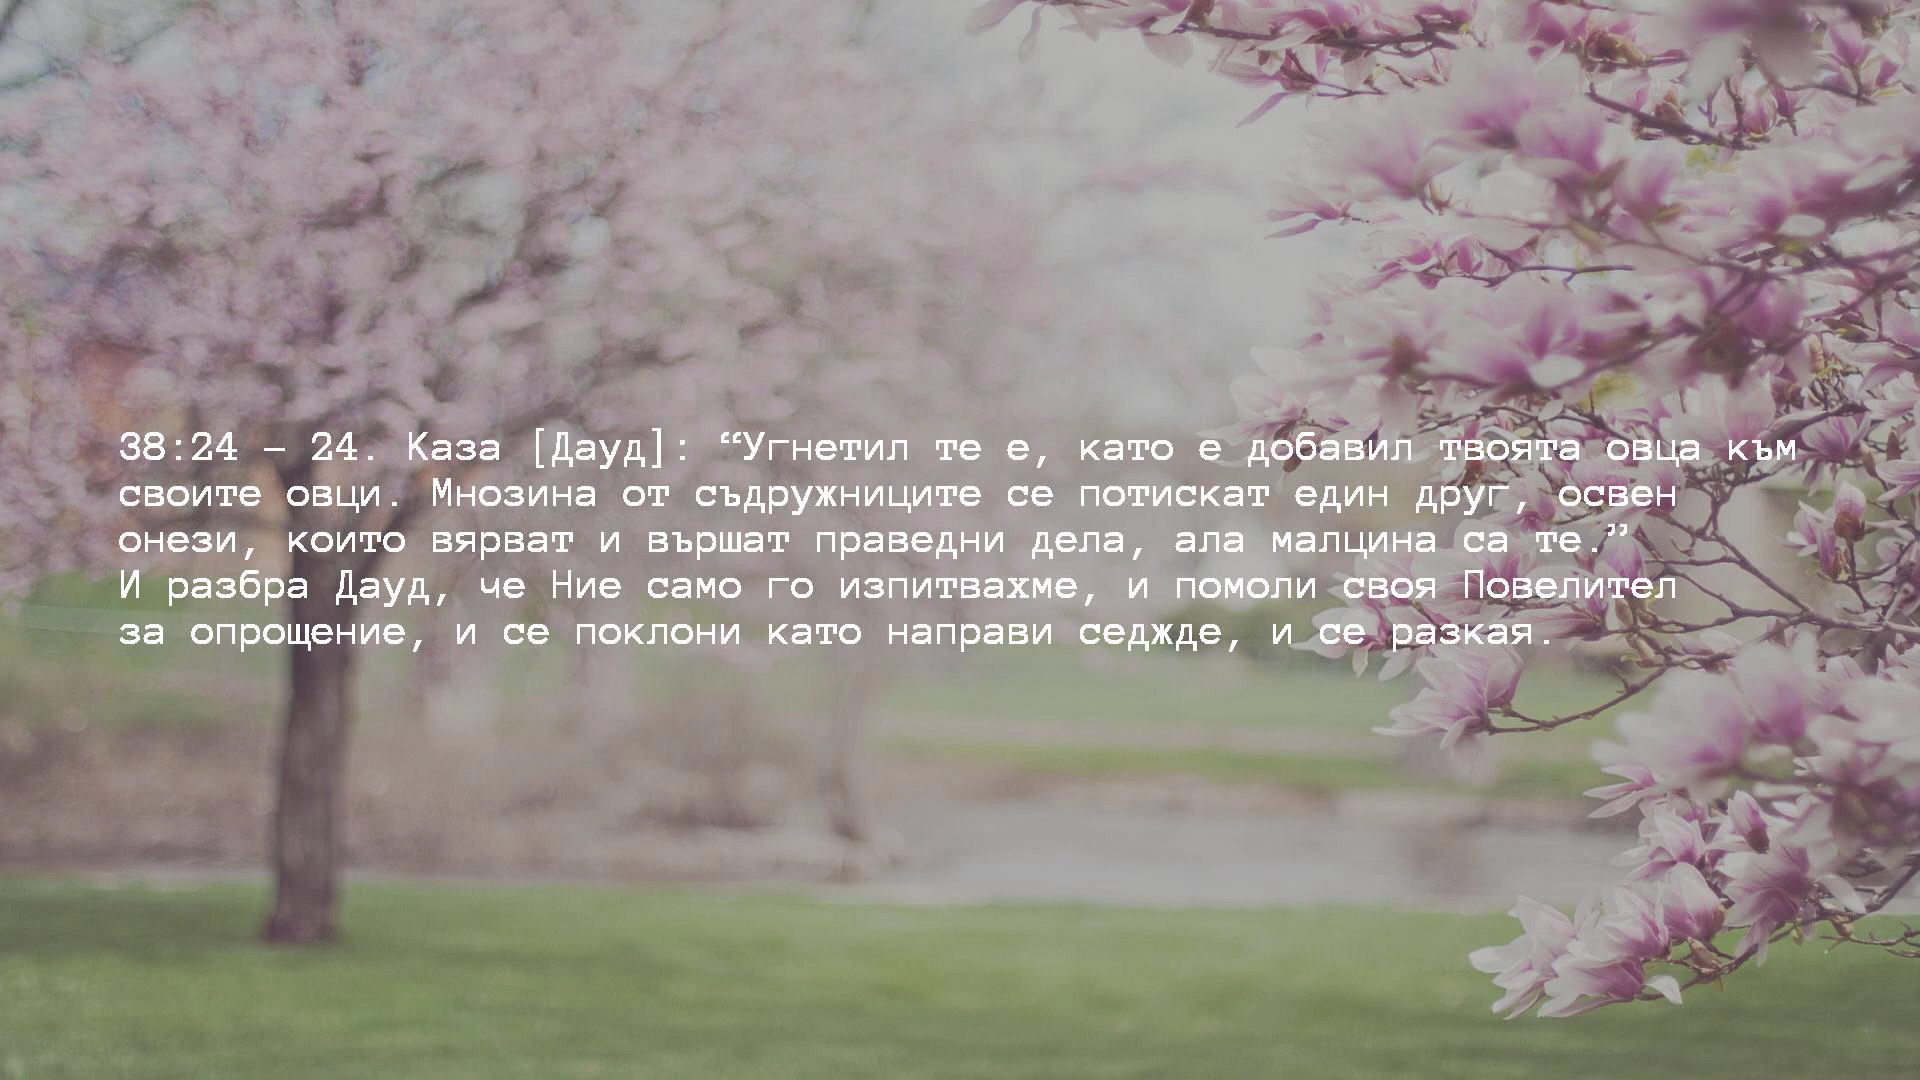 38:24 – 24. Каза [Дауд]: “Угнетил те е, като е добавил твоята овца към
своите овци. Мнозина от съдружниците се потискат един друг, освен
онези, които вярват и вършат праведни дела, ала малцина са те.”
И разбра Дауд, че Ние само го изпитвахме, и помоли своя Повелител
за опрощение, и се поклони като направи седжде, и се разкая.